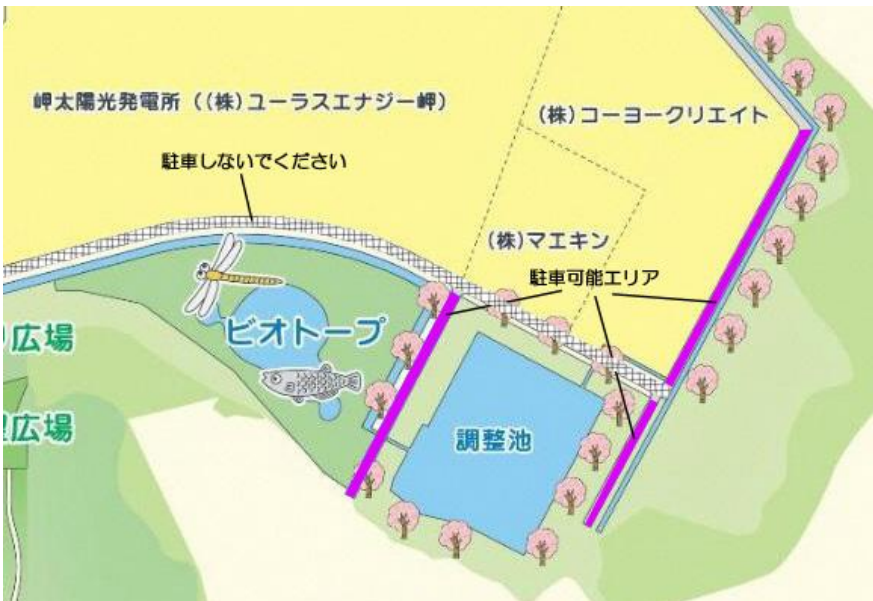 岬太陽光発電所（(株)ユーラスエナジー岬）
(株)コーヨークリエイト
駐車しないでください
(株)マエキン
駐車可能エリア
ビオトープ
広場
広場
調整池